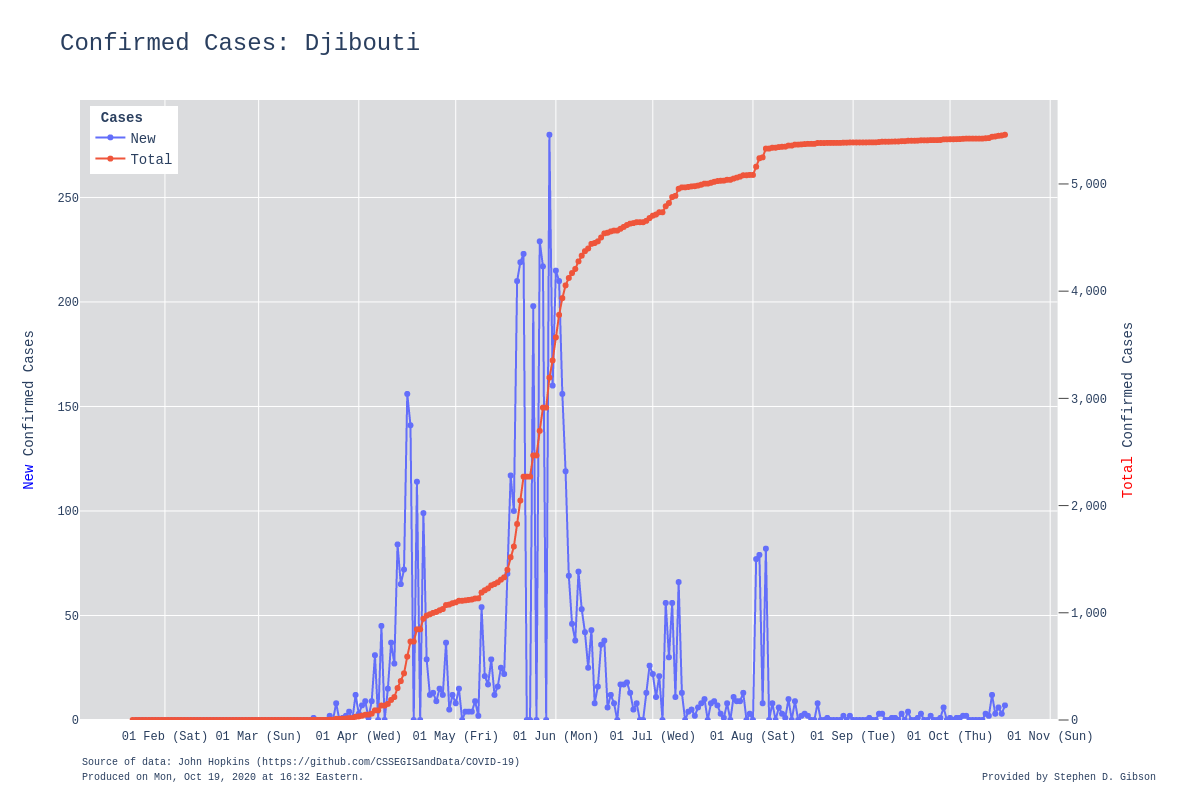 Confirmed Cases: Djibouti
Cases
New
Total
250
200
150
100
50
0
5,000
4,000
3,000
2,000
1,000
0
New Confirmed Cases
Total Confirmed Cases
01 Feb (Sat) 01 Mar (Sun) 01 Apr (Wed) 01 May (Fri) 01 Jun (Mon) 01 Jul (Wed) 01 Aug (Sat) 01 Sep (Tue) 01 Oct (Thu) 01 Nov (Sun)
Source of data: John Hopkins (https://github.com/CSSEGISandData/COVID-19)
Produced on Mon, Oct 19, 2020 at 16:32 Eastern.
Provided by Stephen D. Gibson